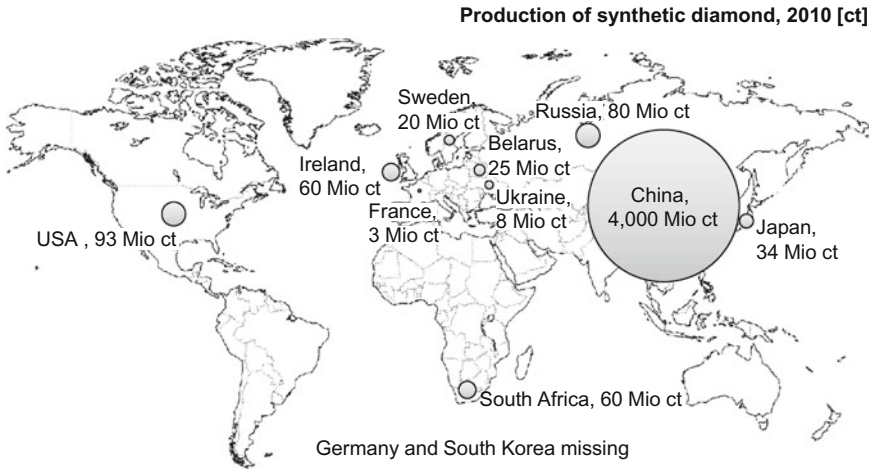 Production of synthetic diamond, 2010 [ct]
Sweden,
20 Mio ct
Russia, 80 Mio ct
Belarus,
25 Mio ct
Ireland,
60 Mio ct
Ukraine,
8 Mio ct
France,
3 Mio ct
China,
4,000 Mio ct
USA , 93 Mio ct
Japan,
34 Mio ct
South Africa, 60 Mio ct
Germany and South Korea missing